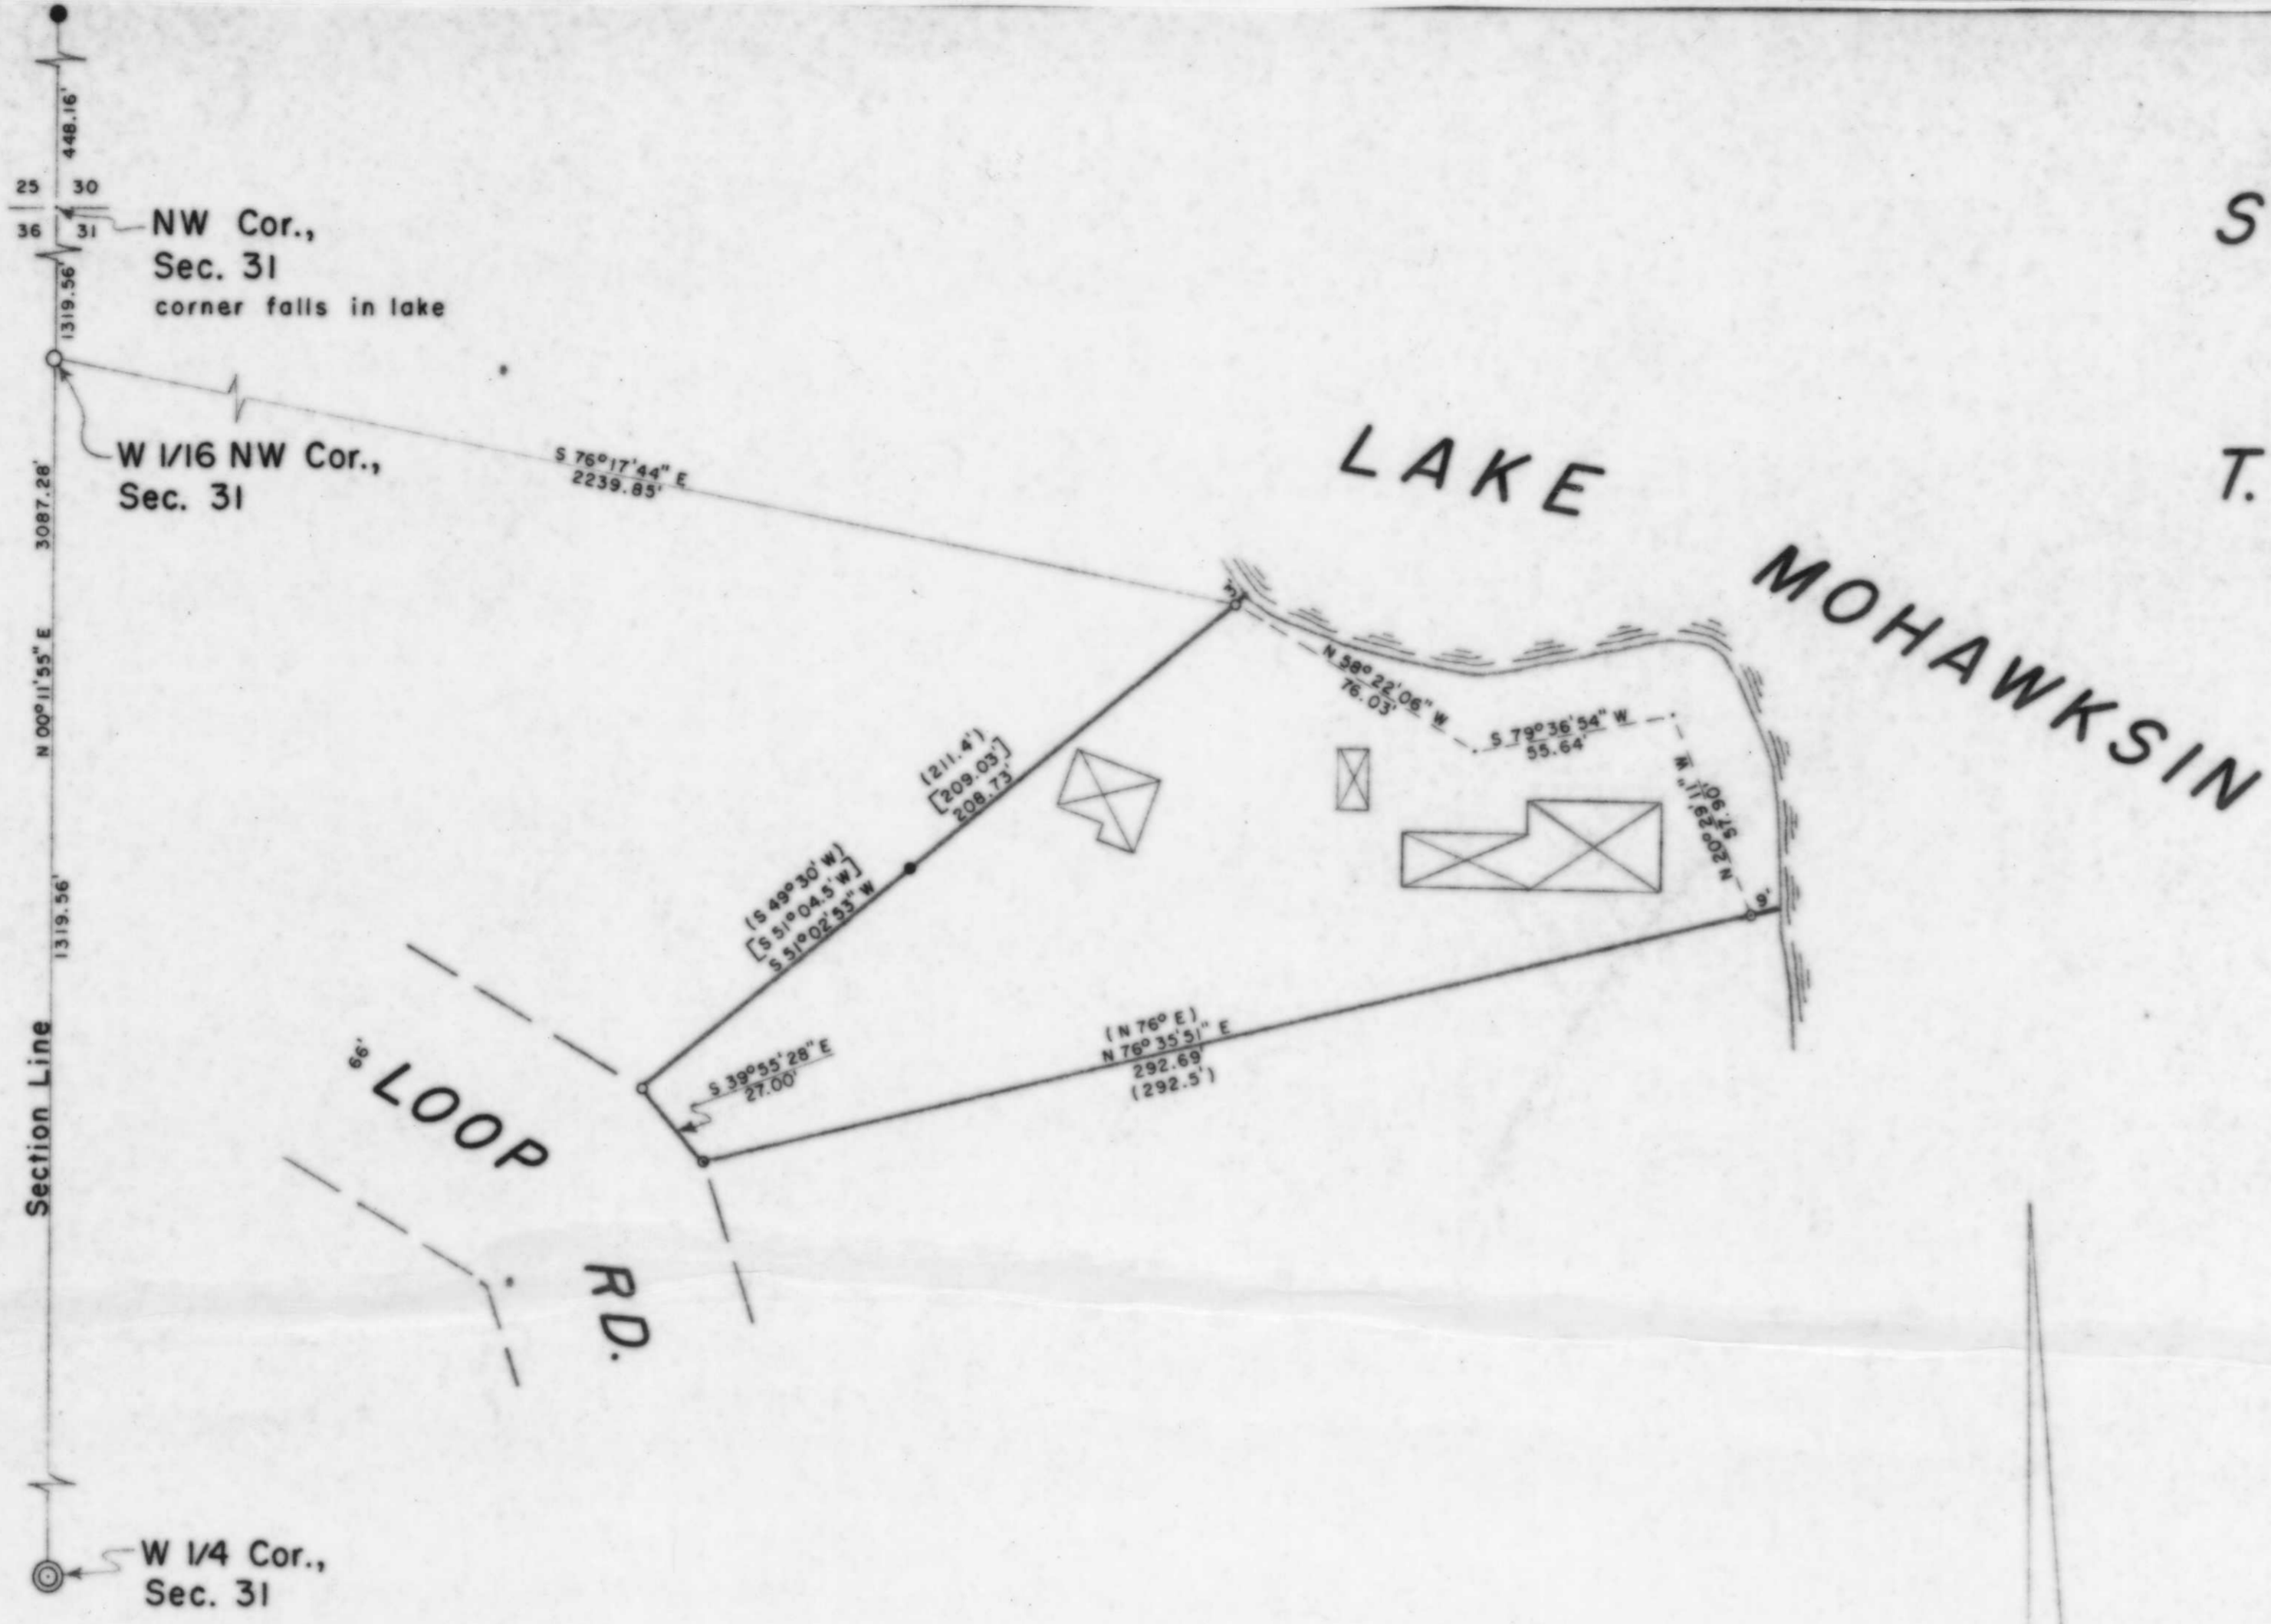 448.16'
25 30
36 31
NW Cor.,
Sec. 31
corner falls in lake
1319.56'
W 1/16 NW Cor.,
Sec. 31
S 76°17'44" E
2239.85'
3087.28'
N 00°11'55" E
1319.56'
Section Line
W 1/4 Cor.,
Sec. 31
LAKE
MOHAWKSIN
S
T.
N 58°22'06" W
76.03'
S 79°36'54" W
55.64'
N 20°29'11" W
57.90'
9'
(211.4')
[209.03']
208.73'
(S 49°30' W)
[S 51°04.5' W]
S 51°02'53" W
S 39°55'28" E
27.00'
(N 76° E)
N 76°35'51" E
292.69'
(292.5')
66'
LOOP
RD.